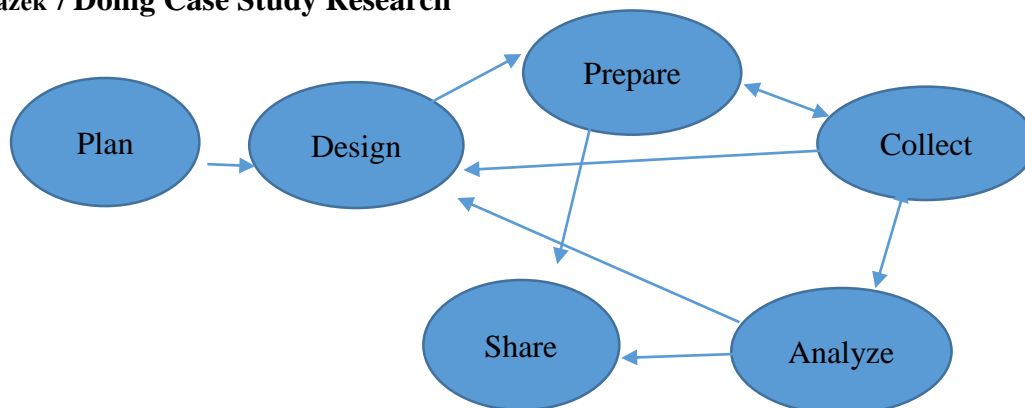 Doing Case Study Research
Plan
Design
Prepare
Collect
Share
Analyze